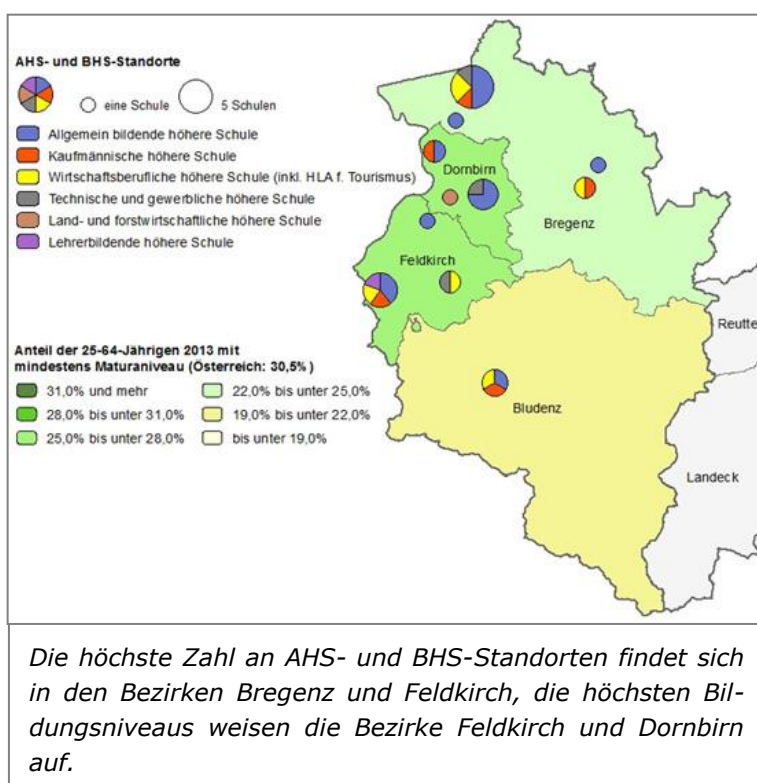 AHS- und BHS-Standorte
eine Schule
5 Schulen
Allgemein bildende höhere Schule
Kaufmännische höhere Schule
Wirtschaftsberufliche höhere Schule (inkl. HLA f. Tourismus)
Technische und gewerbliche höhere Schule
Land- und forstwirtschaftliche höhere Schule
Lehrerbildende höhere Schule
Dornbirn
Bregenz
Feldkirch
Reutte
Bludenz
Landeck
Anteil der 25-64-Jährigen 2013 mit
mindestens Maturaniveau (Österreich: 30,5%)
31,0% und mehr
22,0% bis unter 25,0%
28,0% bis unter 31,0%
19,0% bis unter 22,0%
25,0% bis unter 28,0%
bis unter 19,0%
Die höchste Zahl an AHS- und BHS-Standorten findet sich
in den Bezirken Bregenz und Feldkirch, die höchsten Bil-
dungsniveaus weisen die Bezirke Feldkirch und Dornbirn
auf.